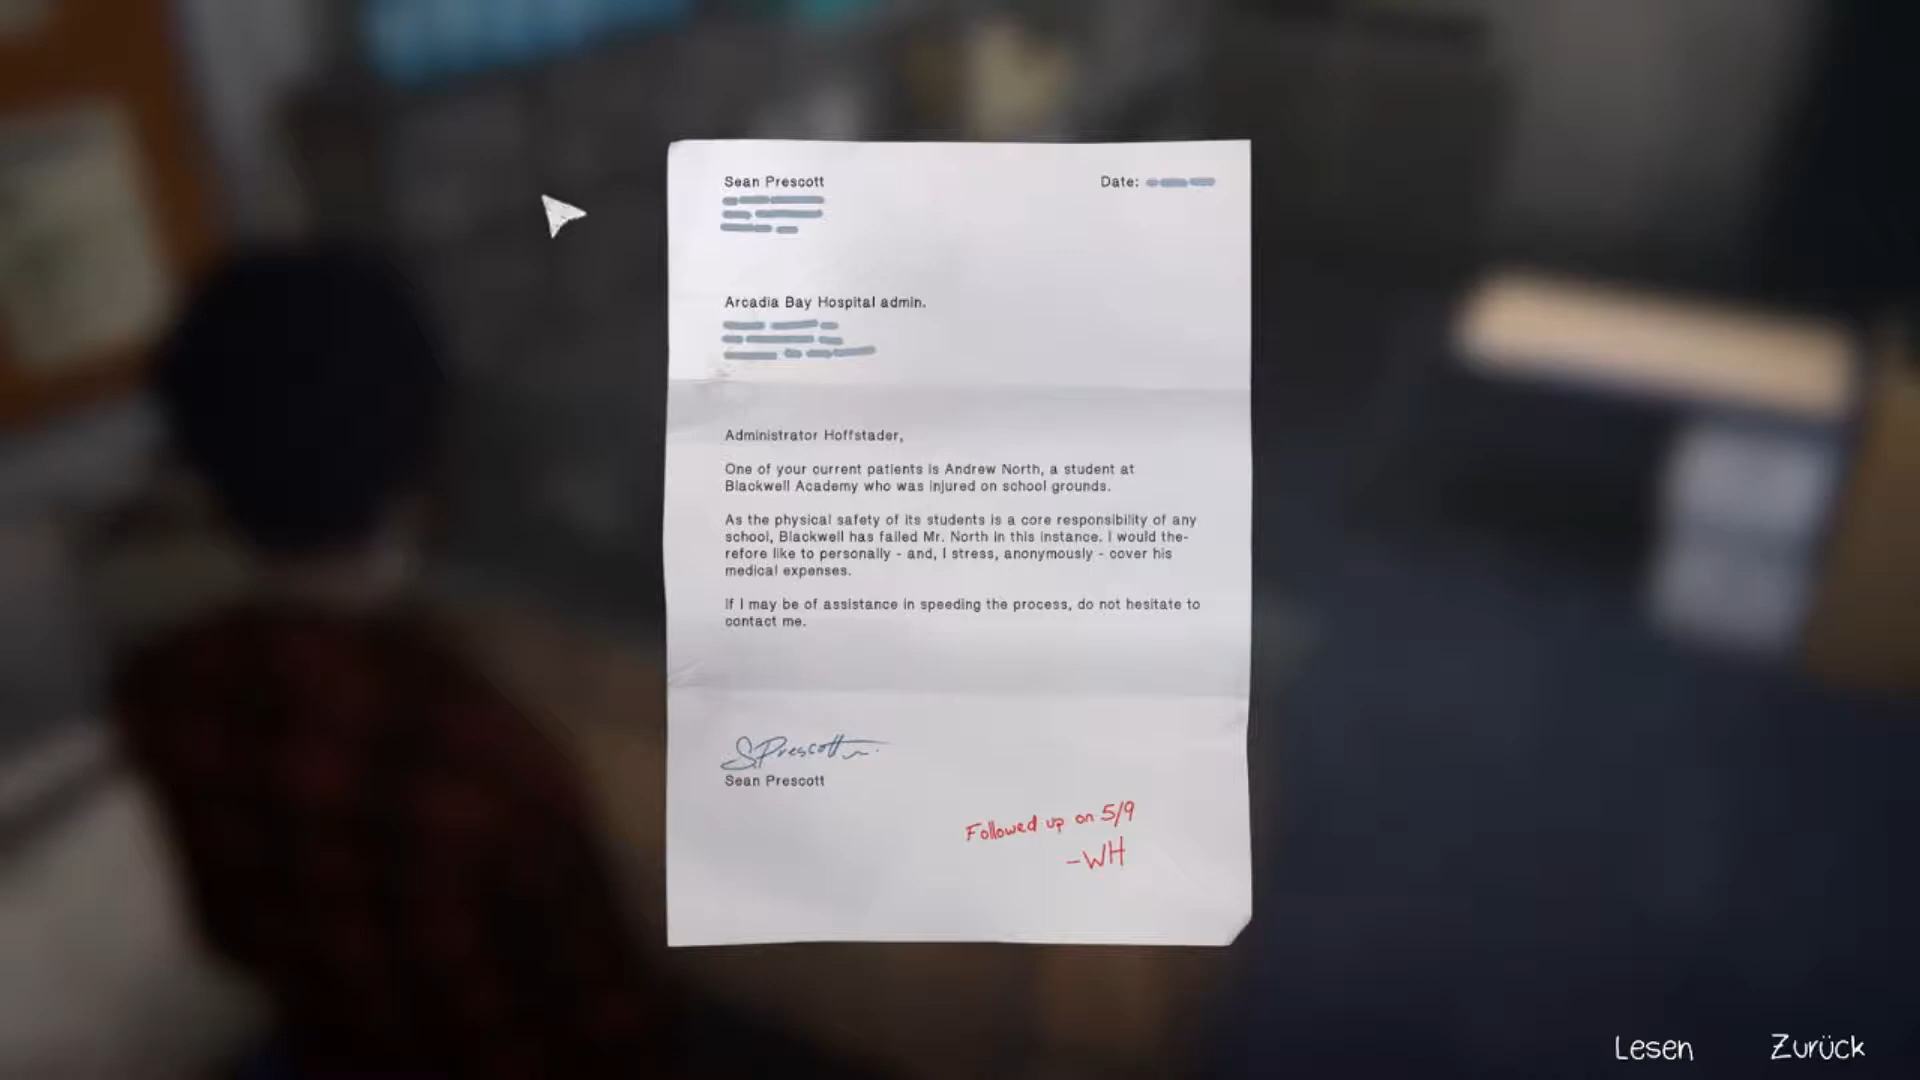 Sean Prescott
Date:
Arcadia Bay Hospital admin.
Administrator Hoffstader,
One of your current patients is Andrew North, a student at
Blackwell Academy who was injured on school grounds.
As the physical safety of its students is a core responsibility of any
school, Blackwell has failed Mr. North in this instance. I would the-
refore like to personally - and, I stress, anonymously - cover his
medical expenses.
If I may be of assistance in speeding the process, do not hesitate to
contact me.
S.Prescott
Sean Prescott
Followed up on 5/9
-WH
Lesen
Zurück